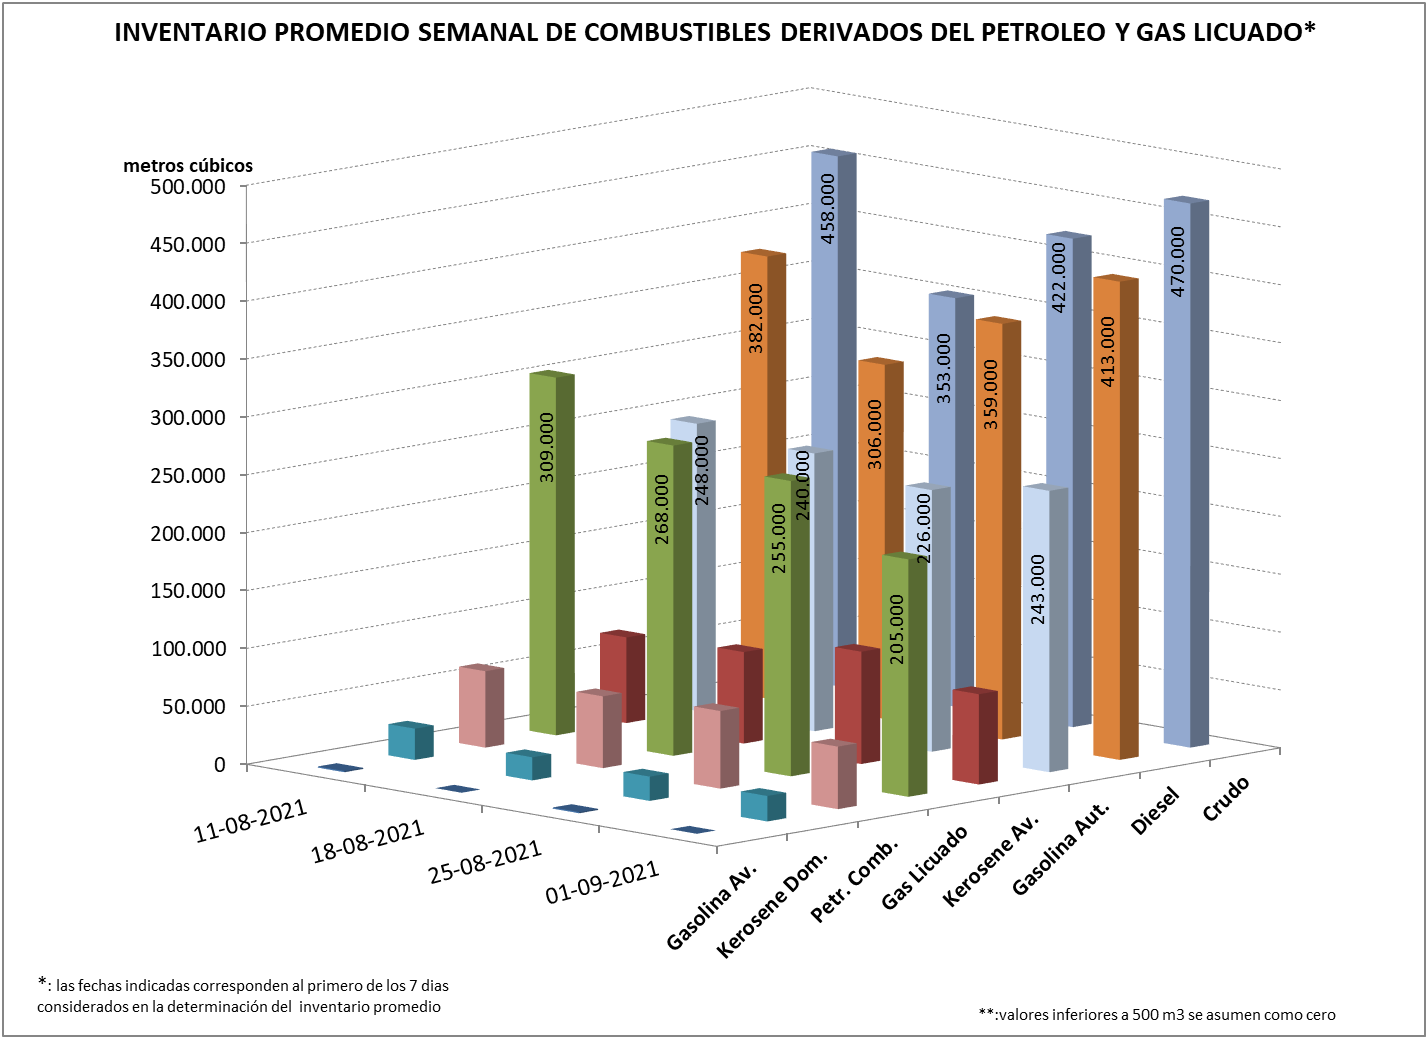 INVENTARIO PROMEDIO SEMANAL DE COMBUSTIBLES DERIVADOS DEL PETROLEO Y GAS LICUADO*
metros cúbicos
500.000
450.000
400.000
350.000
300.000
250.000
200.000
150.000
100.000
50.000
0
309.000
268.000
255.000
205.000
248.000
240.000
226.000
243.000
382.000
306.000
359.000
413.000
458.000
353.000
422.000
470.000
11-08-2021
18-08-2021
25-08-2021
01-09-2021
Gasolina Av.
Kerosene Dom.
Petr. Comb.
Gas Licuado
Kerosene Av.
Gasolina Aut.
Diesel
Crudo
*: las fechas indicadas corresponden al primero de los 7 dias
considerados en la determinación del inventario promedio
**:valores inferiores a 500 m3 se asumen como cero